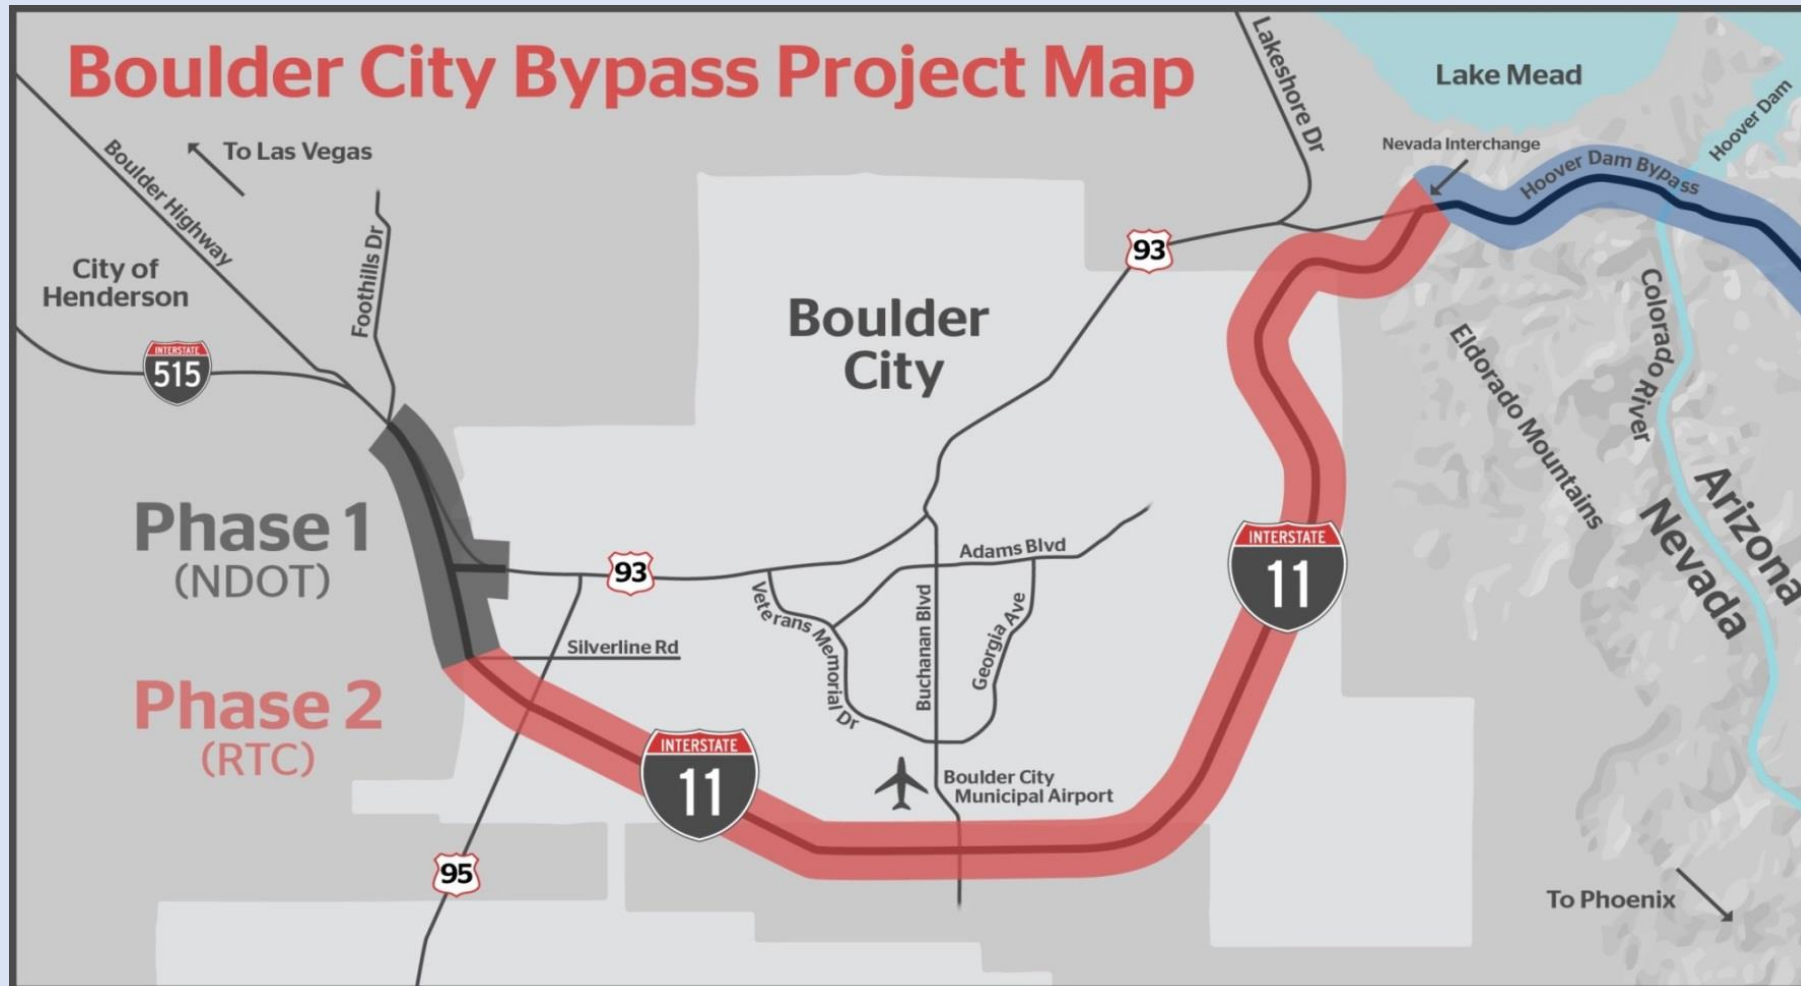 Boulder City Bypass Project Map
Lakeshore Dr
Lake Mead
Hoover Dam
Nevada Interchange
Hoover Dam Bypass
To Las Vegas
Boulder Highway
Foothills Dr
City of
Henderson
INTERSTATE
515
93
Boulder
City
Colorado River
Eldorado Mountains
Arizona
Nevada
Phase 1
(NDOT)
93
Adams Blvd
INTERSTATE
11
Veterans Memorial Dr
Buchanan Blvd
Georgia Ave
Silverline Rd
Phase 2
(RTC)
INTERSTATE
11
Boulder City
Municipal Airport
95
To Phoenix